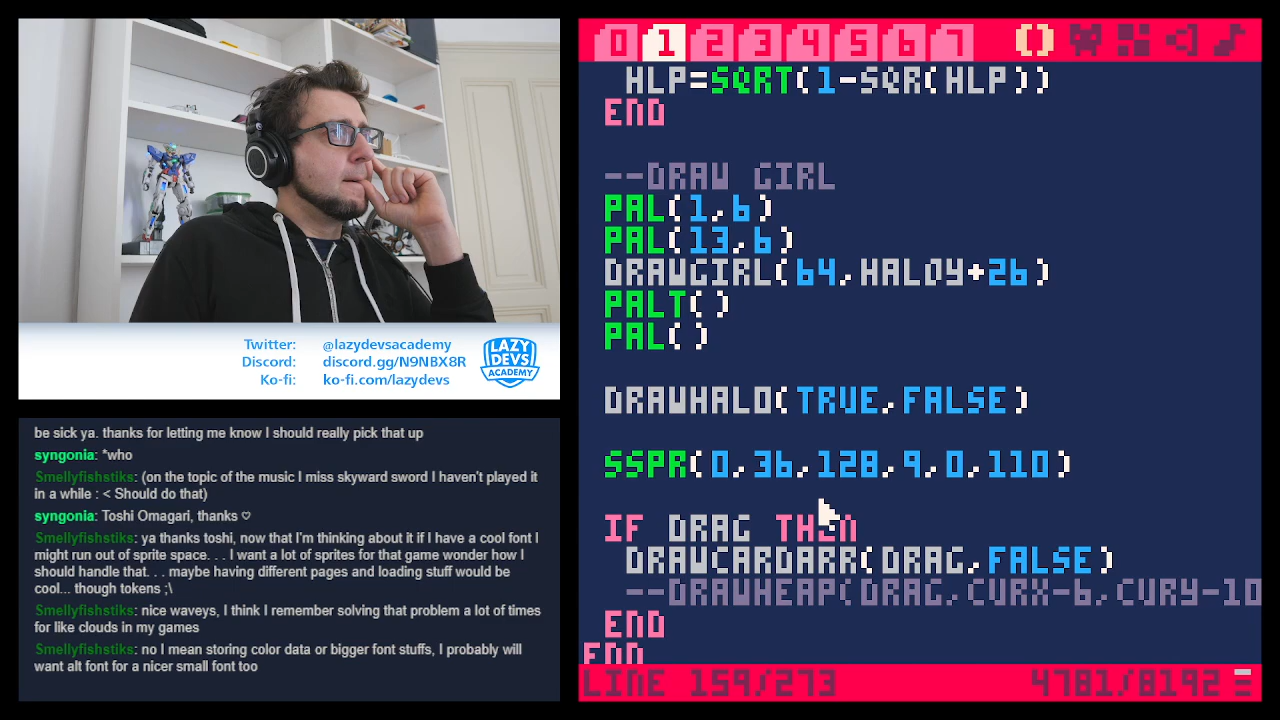 Twitter: @lazydevsacademy
Discord: discord.gg/N9NBX8R
Ko-fi: ko-fi.com/lazydevs
LAZY
DEVS
ACADEMY
be sick ya. thanks for letting me know I should really pick that up
syngonia: *who
Smellyfishstiks: (on the topic of the music I miss skyward sword I haven't played it
in a while : < Should do that)
syngonia: Toshi Omagari, thanks ♡
Smellyfishstiks: ya thanks toshi, now that I'm thinking about it if I have a cool font I
might run out of sprite space. . . I want a lot of sprites for that game wonder how I
should handle that. . . maybe having different pages and loading stuff would be
cool... though tokens ;\
Smellyfishstiks: nice waveys, I think I remember solving that problem a lot of times
for like clouds in my games
Smellyfishstiks: no I mean storing color data or bigger font stuffs, I probably will
want alt font for a nicer small font too
0 1 2 3 4 5 6 7 ()
HLP=SQRT(1-SQR(HLP))
END
--DRAW GIRL
PAL(1,6)
PAL(13,6)
DRAWGIRL(64,HALOY+26)
PALT()
PAL()
DRAWHALO(TRUE,FALSE)
SSPR(0,36,128,9,0,110)
IF DRAG THEN
DRAWCARDARR(DRAG,FALSE)
--DRAWHEAP(DRAG,CURX-6,CURY-10
END
END
LINE 159/273 4781/8192